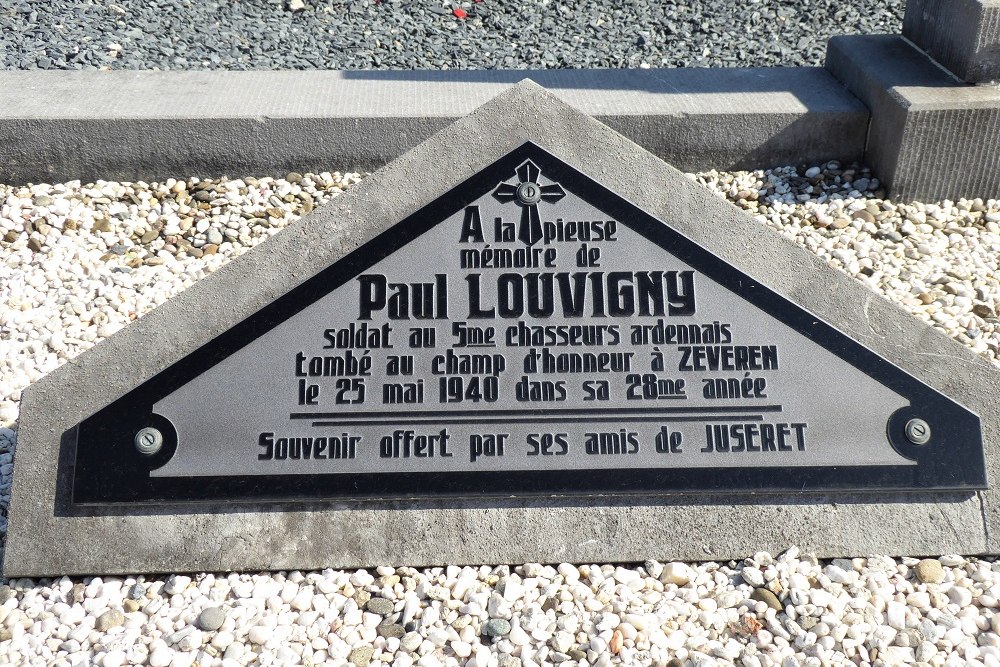 A la pieuse
mémoire de
Paul LOUVIGNY
soldat au 5me chasseurs ardennais
tombé au champ d'honneur à ZEVEREN
le 25 mai 1940 dans sa 28me année
Souvenir offert par ses amis de JUSERET